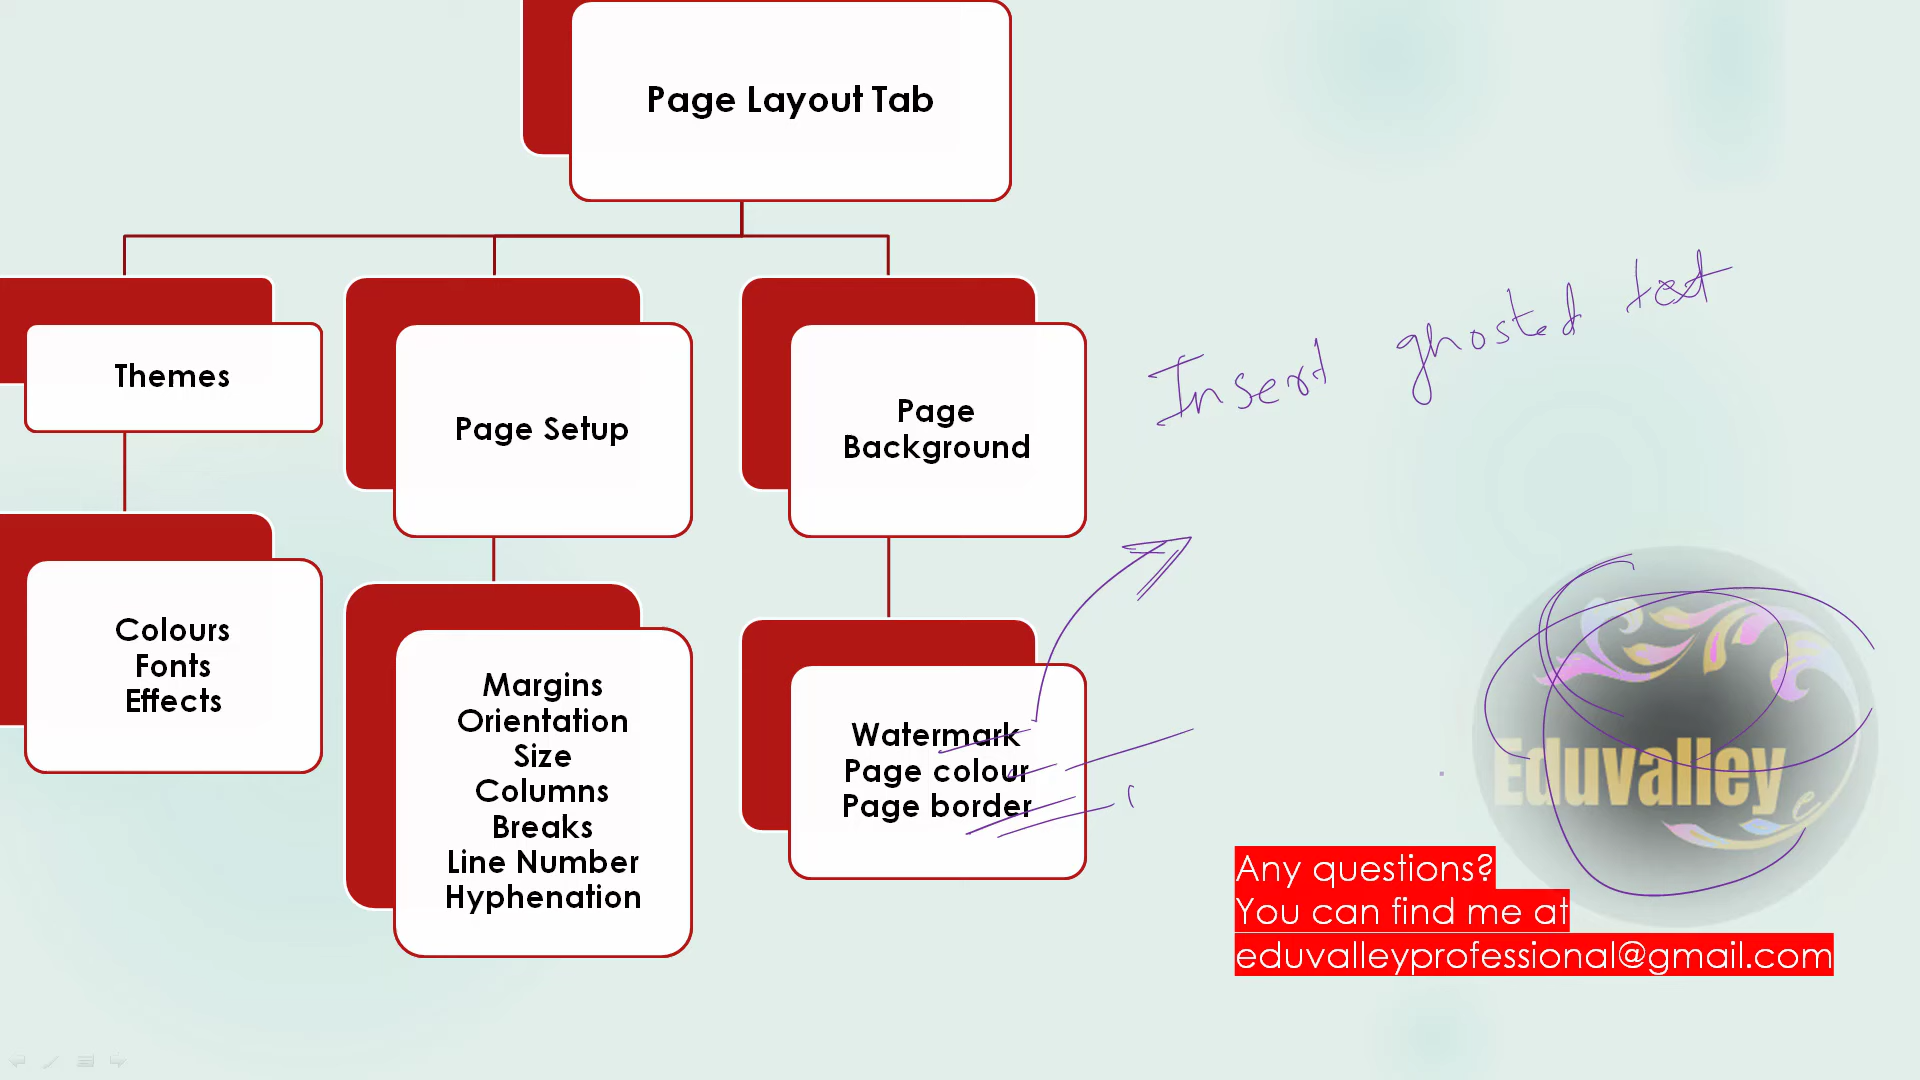 Page Layout Tab
Themes
Page Setup
Page
Background
Insert ghosted text
Colours
Fonts
Effects
Margins
Orientation
Size
Columns
Breaks
Line Number
Hyphenation
Watermark
Page colour
Page border
Eduvalley
Any questions?
You can find me at
eduvalleyprofessional@gmail.com